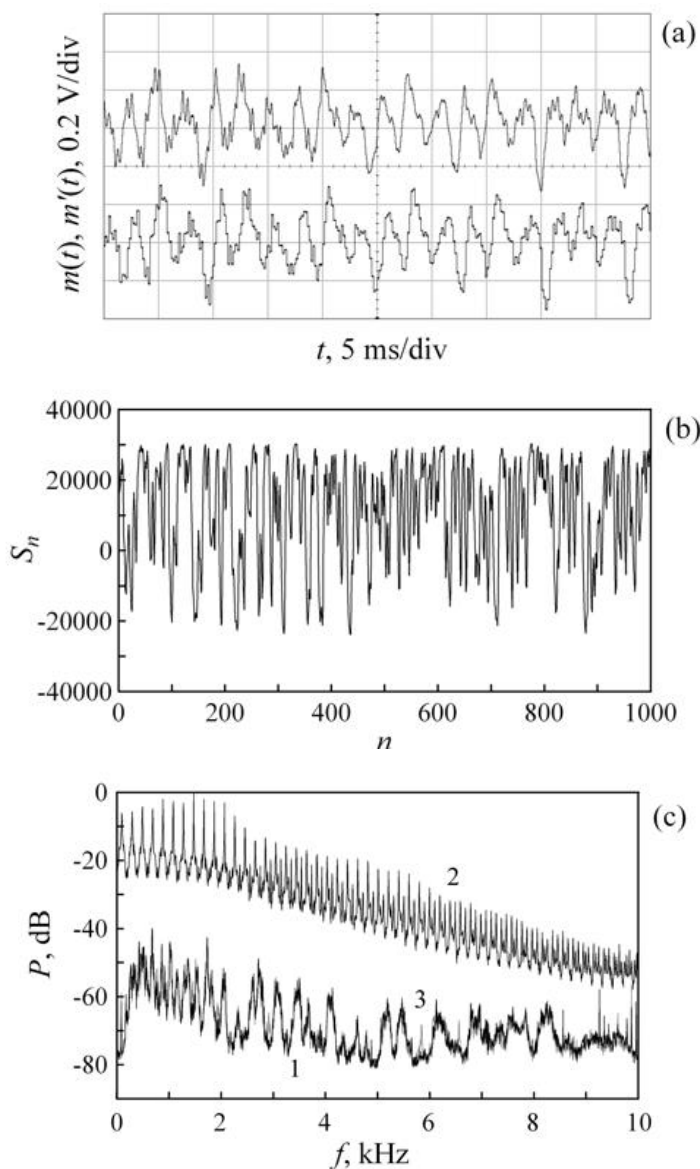 (a)
m(t), m'(t), 0.2 V/div
t, 5 ms/div
(b)
40000
20000
0
-20000
-40000
S_n
0 200 400 600 800 1000
n
(c)
0
-20
-40
-60
-80
P, dB
2
3
1
0 2 4 6 8 10
f, kHz